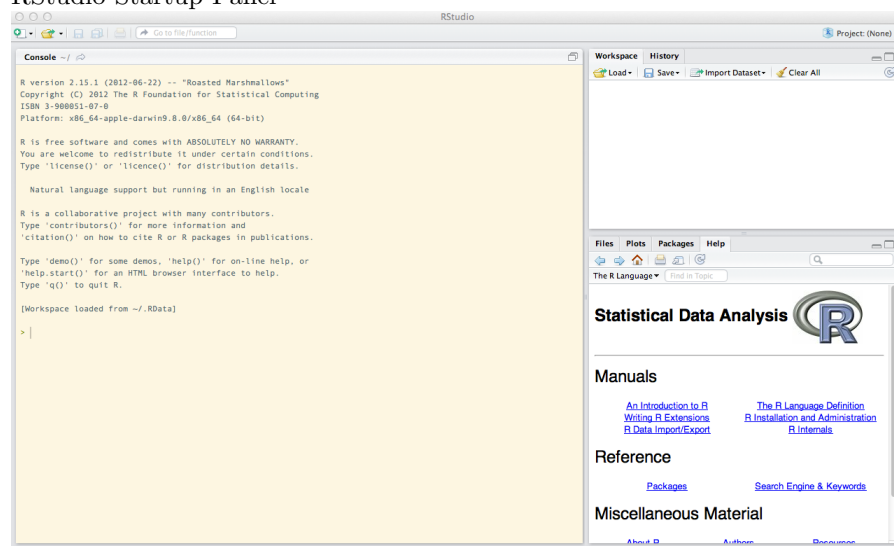 RStudio Startup Panel
RStudio
Go to file/function
Project: (None)
Console ~/
R version 2.15.1 (2012-06-22) -- "Roasted Marshmallows"
Copyright (C) 2012 The R Foundation for Statistical Computing
ISBN 3-900051-07-0
Platform: x86_64-apple-darwin9.8.0/x86_64 (64-bit)
R is free software and comes with ABSOLUTELY NO WARRANTY.
You are welcome to redistribute it under certain conditions.
Type 'license()' or 'licence()' for distribution details.
Natural language support but running in an English locale
R is a collaborative project with many contributors.
Type 'contributors()' for more information and
'citation()' on how to cite R or R packages in publications.
Type 'demo()' for some demos, 'help()' for on-line help, or
'help.start()' for an HTML browser interface to help.
Type 'q()' to quit R.
[Workspace loaded from ~/.RData]
>
Workspace History
Load Save Import Dataset Clear All
Files Plots Packages Help
The R Language Find in Topic
Statistical Data Analysis R
Manuals
An Introduction to R The R Language Definition
Writing R Extensions R Installation and Administration
R Data Import/Export R Internals
Reference
Packages Search Engine & Keywords
Miscellaneous Material
About R Authors Resources